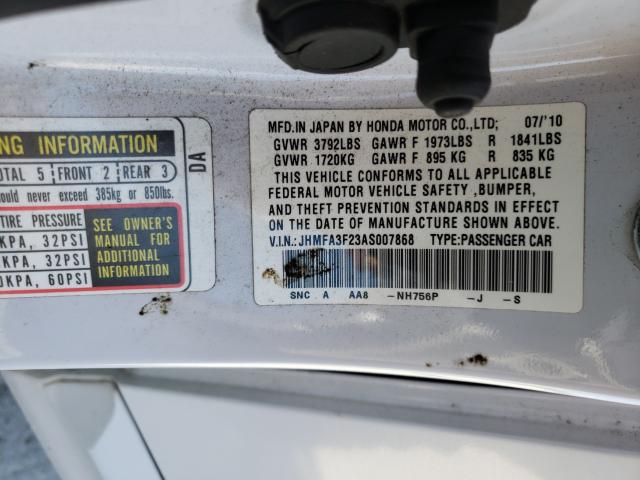 NG INFORMATION
OTAL 5 FRONT 2 REAR 3
ould never exceed 385kg or 850lbs.
TIRE PRESSURE
KPA, 32PSI
KPA, 32PSI
0KPA, 60PSI
SEE OWNER'S
MANUAL FOR
ADDITIONAL
INFORMATION
DA
MFD.IN JAPAN BY HONDA MOTOR CO.,LTD; 07/'10
GVWR 3792LBS GAWR F 1973LBS R 1841LBS
GVWR 1720KG GAWR F 895 KG R 835 KG
THIS VEHICLE CONFORMS TO ALL APPLICABLE
FEDERAL MOTOR VEHICLE SAFETY ,BUMPER,
AND THEFT PREVENTION STANDARDS IN EFFECT
ON THE DATE OF MANUFACTURE SHOWN ABOVE.
V.I.N.: JHMFA3F23AS007868 TYPE:PASSENGER CAR
SNC A AA8 -NH756P -J -S